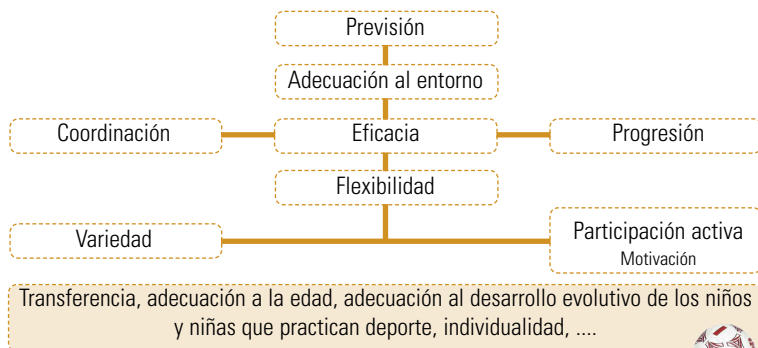 Previsión
Adecuación al entorno
Coordinación
Eficacia
Progresión
Flexibilidad
Variedad
Participación activa
Motivación
Transferencia, adecuación a la edad, adecuación al desarrollo evolutivo de los niños
y niñas que practican deporte, individualidad, ....